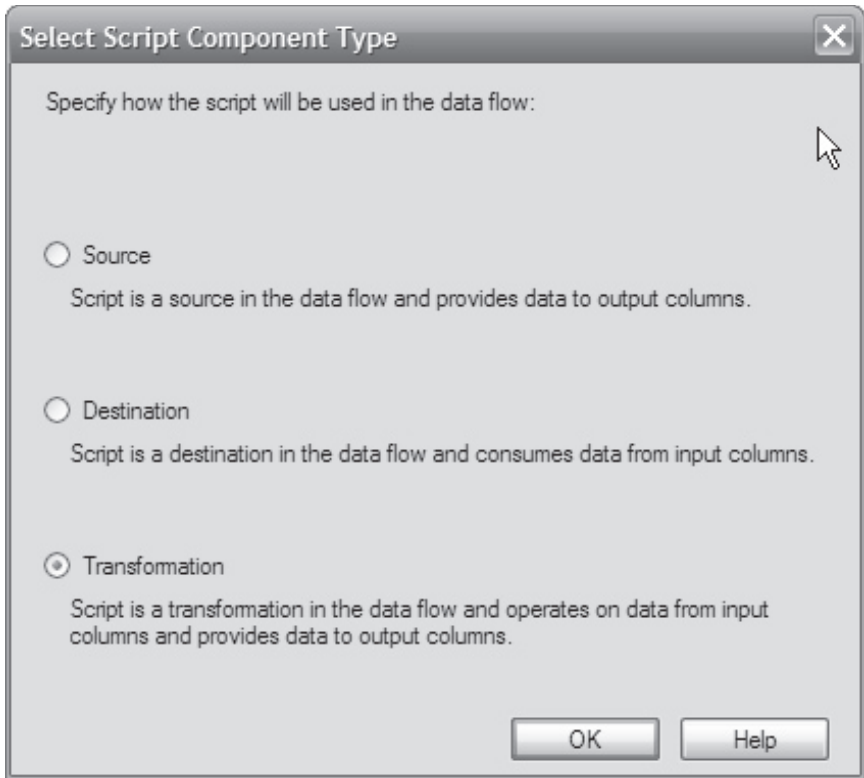 Select Script Component Type
Specify how the script will be used in the data flow:
Source
Script is a source in the data flow and provides data to output columns.
Destination
Script is a destination in the data flow and consumes data from input columns.
Transformation
Script is a transformation in the data flow and operates on data from input
columns and provides data to output columns.
OK
Help